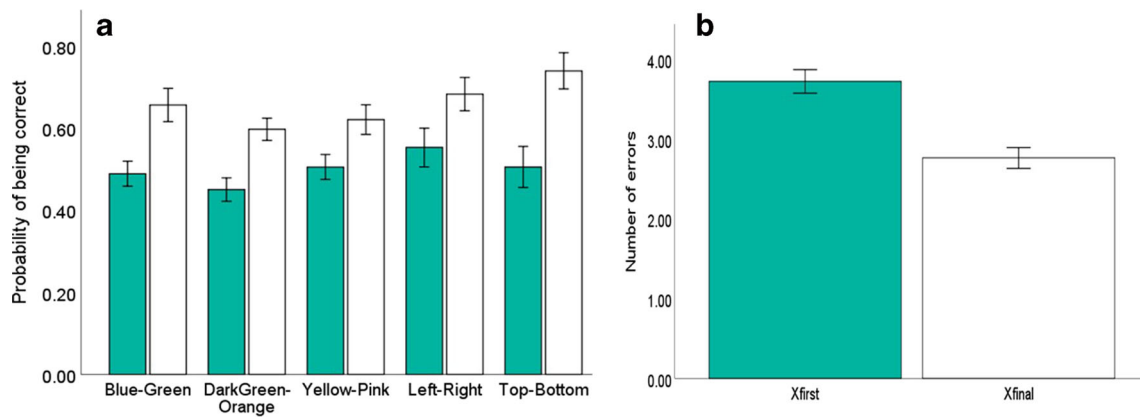 a
Probability of being correct
0.80
0.60
0.40
0.20
0.00
Blue-Green
DarkGreen-
Orange
Yellow-Pink
Left-Right
Top-Bottom
b
Number of errors
4.00
3.00
2.00
1.00
0.00
Xfirst
Xfinal